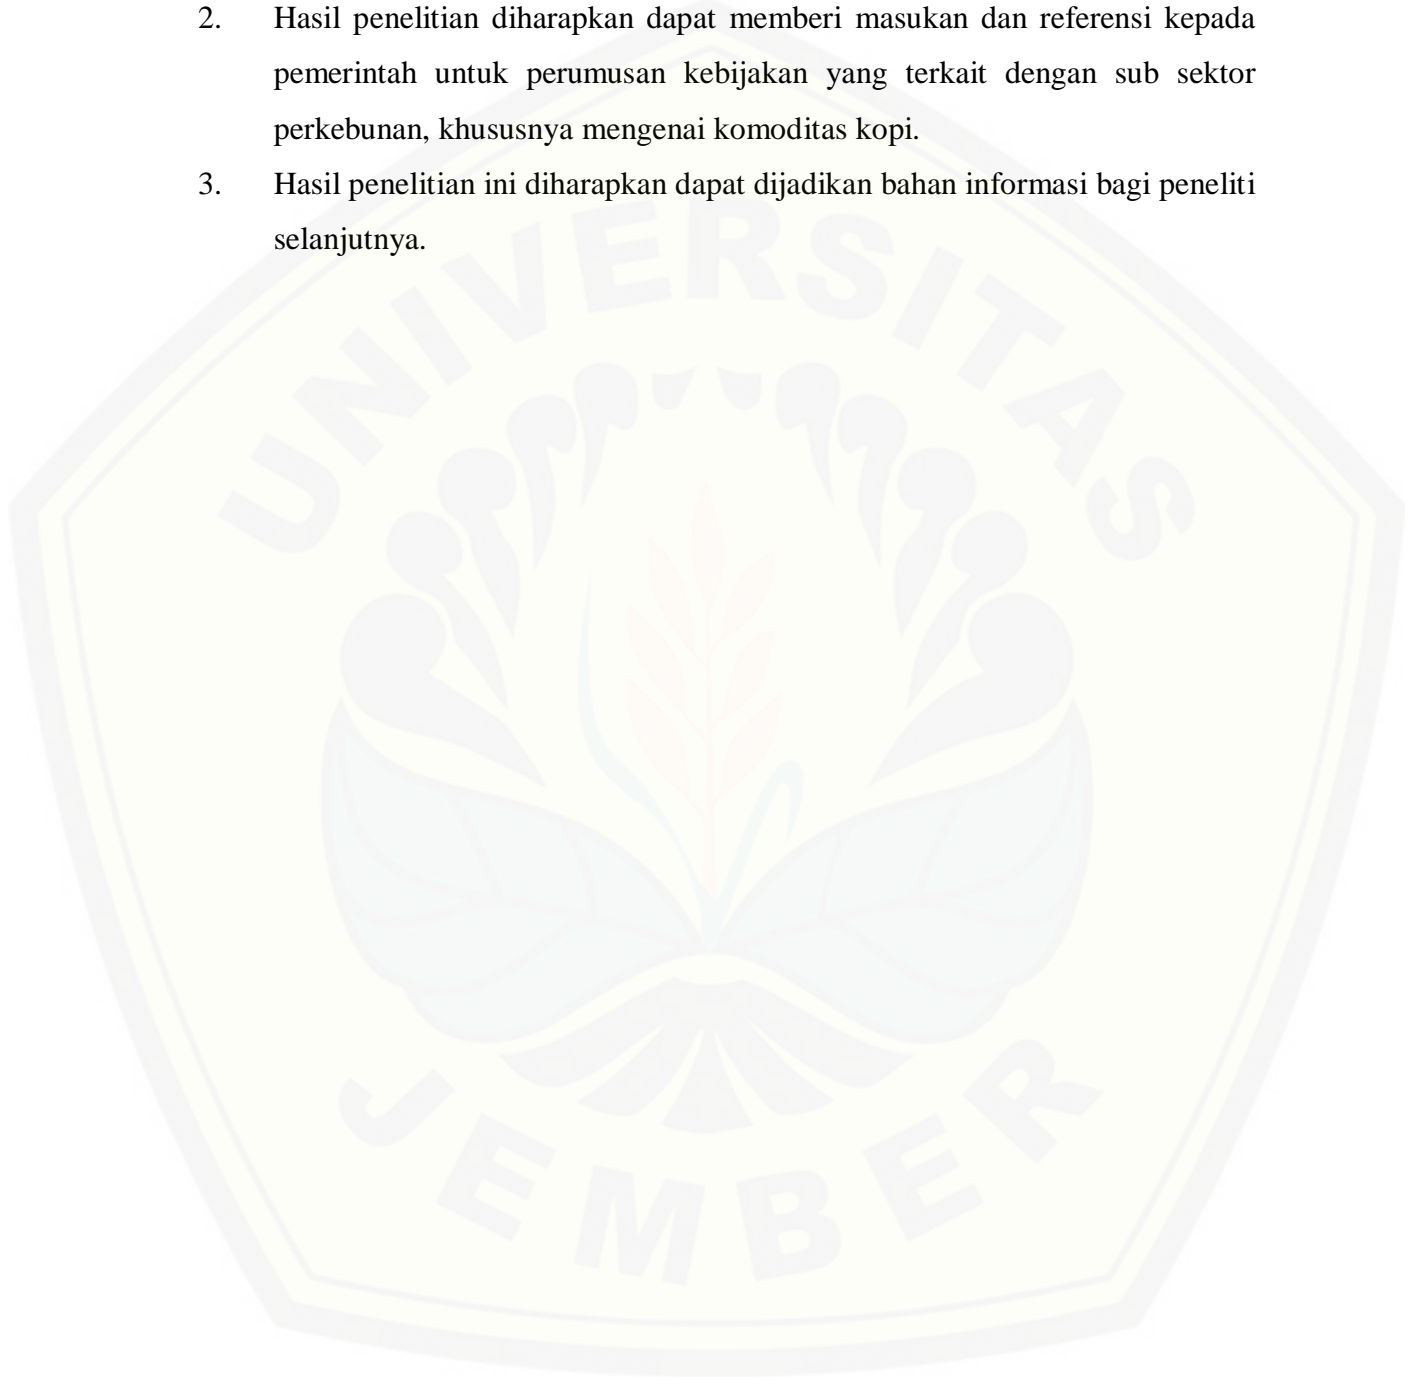 2. Hasil penelitian diharapkan dapat memberi masukan dan referensi kepada
pemerintah untuk perumusan kebijakan yang terkait dengan sub sektor
perkebunan, khususnya mengenai komoditas kopi.
3. Hasil penelitian ini diharapkan dapat dijadikan bahan informasi bagi peneliti
selanjutnya.
UNIVERSITAS
JEMBER